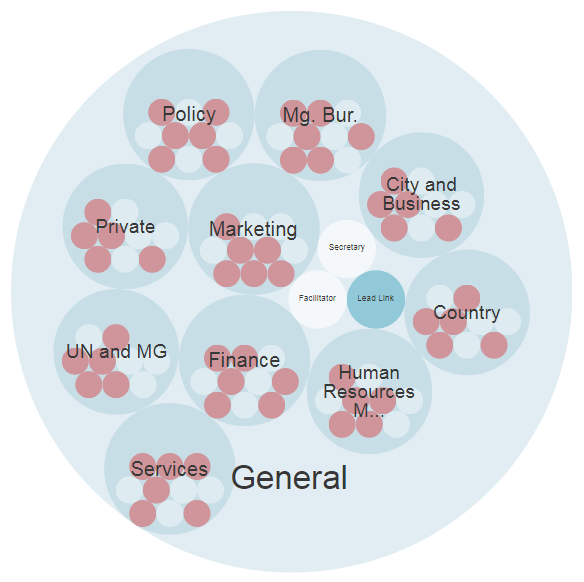 Policy
Mg. Bur.
City and
Business
Private
Marketing
Secretary
Facilitator
Lead Link
Country
UN and MG
Finance
Human
Resources
M...
Services
General